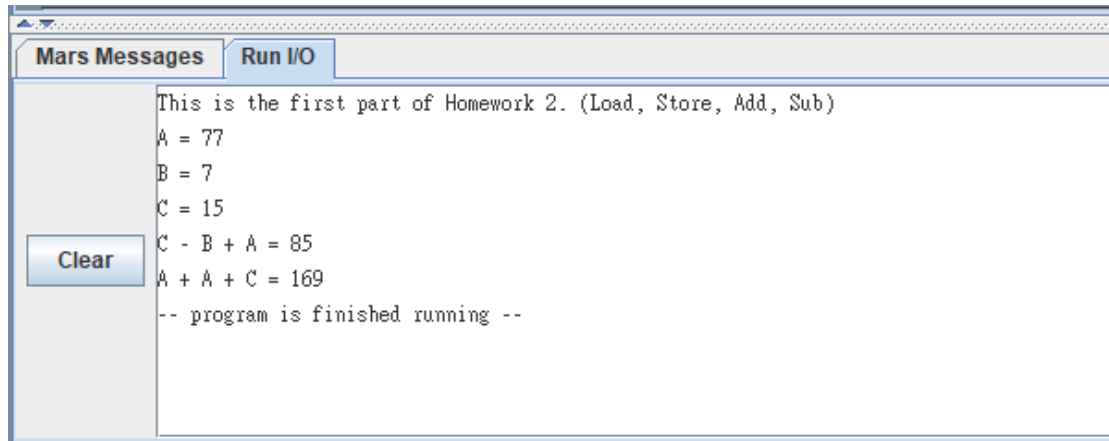 Mars Messages Run I/O
This is the first part of Homework 2. (Load, Store, Add, Sub)
A = 77
B = 7
C = 15
C - B + A = 85
Clear
A + A + C = 169
-- program is finished running --